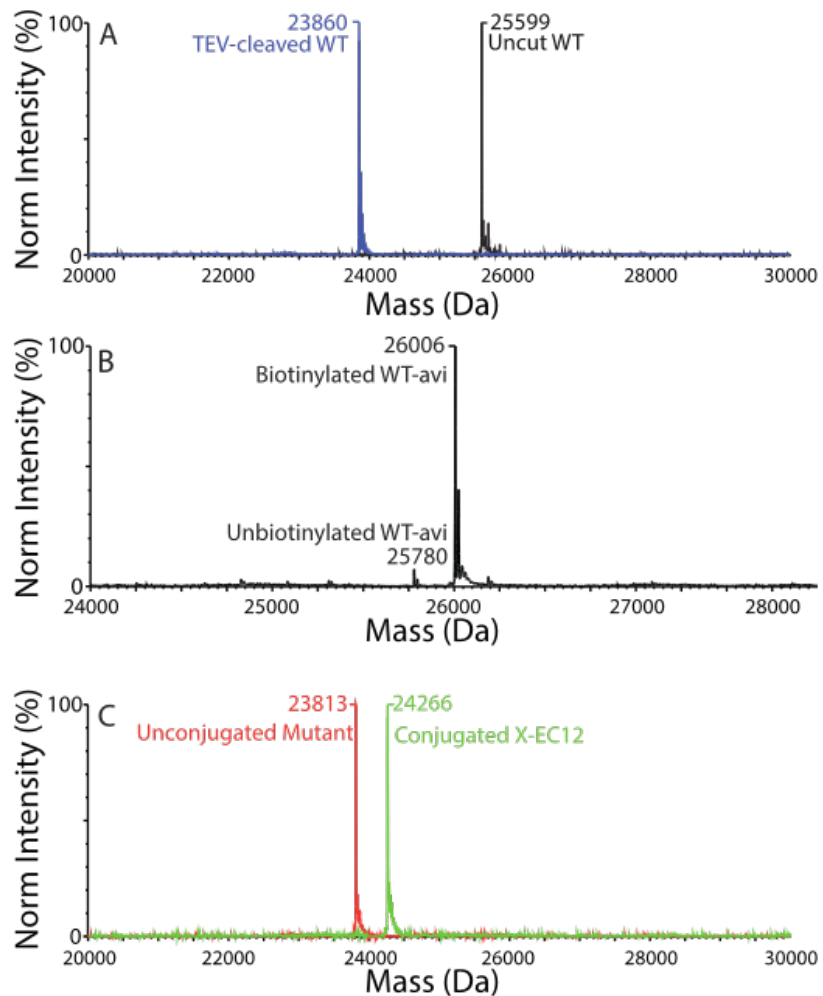 A
100
23860
TEV-cleaved WT
25599
Uncut WT
Norm Intensity (%)
0
20000 22000 24000 26000 28000 30000
Mass (Da)
B
100
26006
Biotinylated WT-avi
Unbiotinylated WT-avi
25780
Norm Intensity (%)
0
24000 25000 26000 27000 28000
Mass (Da)
C
100
23813
24266
Unconjugated Mutant
Conjugated X-EC12
Norm Intensity (%)
0
20000 22000 24000 26000 28000 30000
Mass (Da)